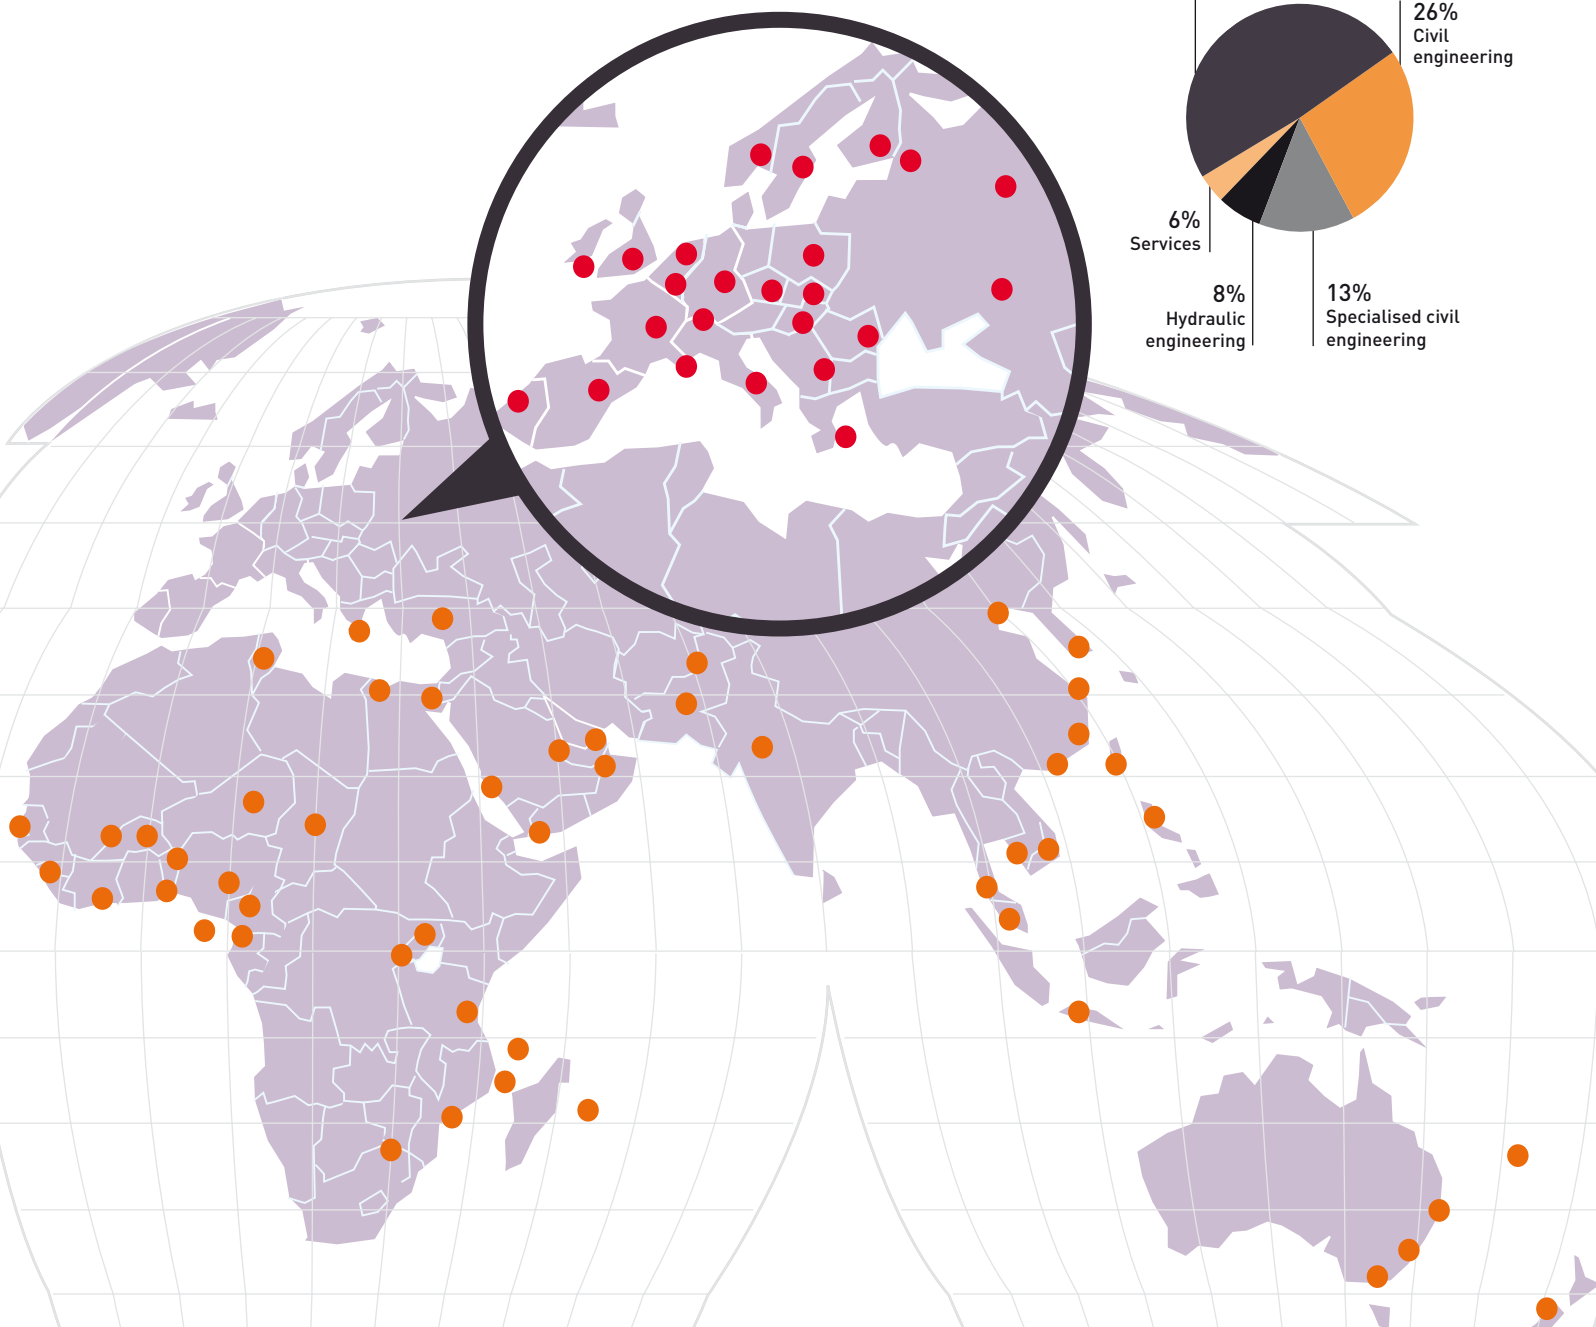 26%
Civil
engineering
6%
Services
8%
Hydraulic
engineering
13%
Specialised civil
engineering